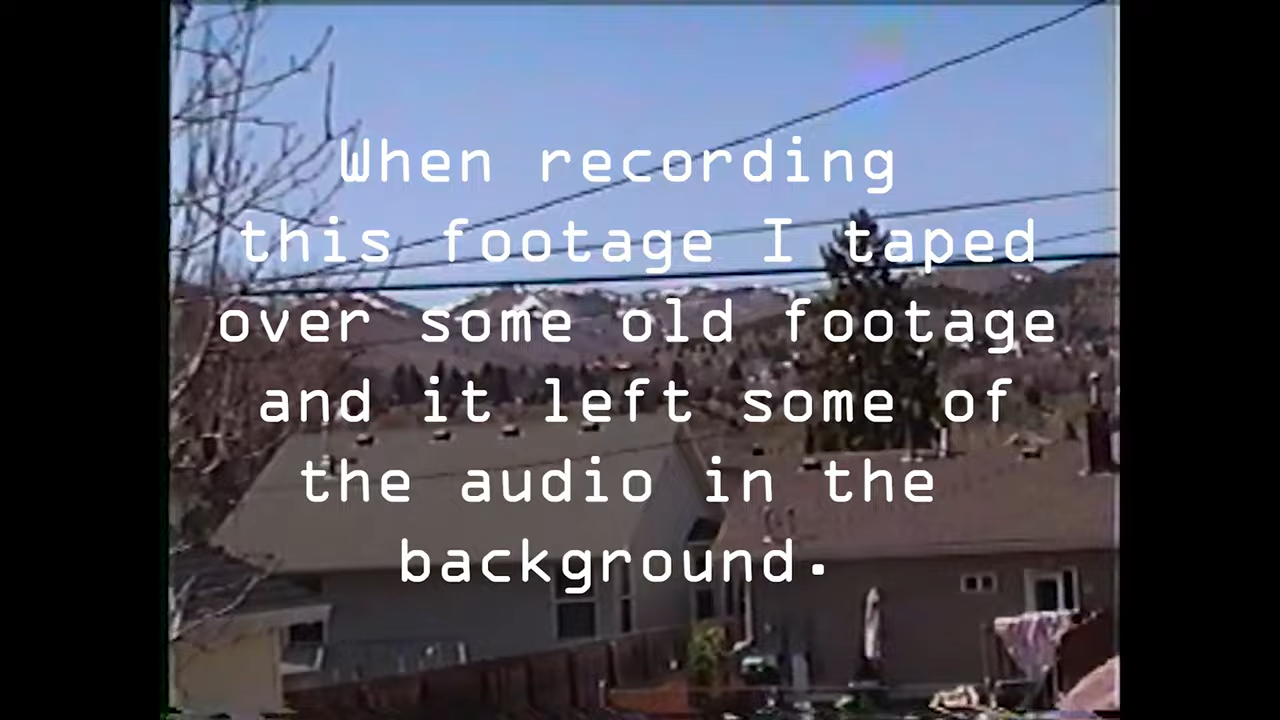 When recording
this footage I taped
over some old footage
and it left some of
the audio in the
background.